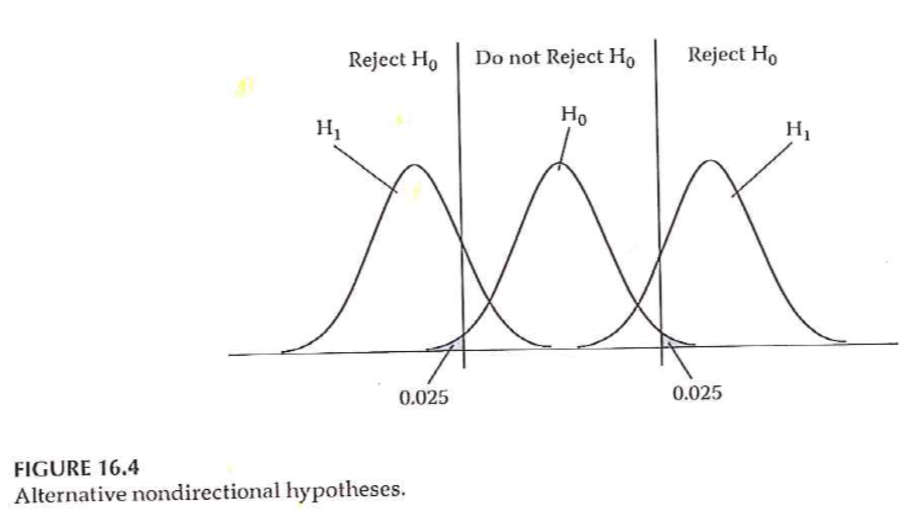 Reject H₀ Do not Reject H₀ Reject H₀
H₀
H₁ H₁
0.025 0.025
FIGURE 16.4
Alternative nondirectional hypotheses.